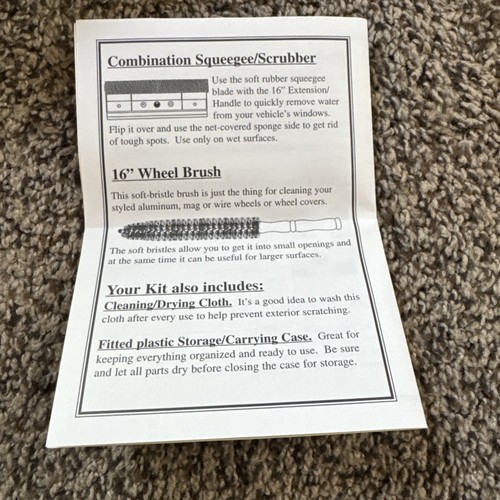 Combination Squeegee/Scrubber
Use the soft rubber squeegee
blade with the 16" Extension/
Handle to quickly remove water
from your vehicle's windows.
Flip it over and use the net-covered sponge side to get rid
of tough spots. Use only on wet surfaces.
16" Wheel Brush
This soft-bristle brush is just the thing for cleaning your
styled aluminum, mag or wire wheels or wheel covers.
The soft bristles allow you to get it into small openings and
at the same time it can be useful for larger surfaces.
Your Kit also includes:
Cleaning/Drying Cloth. It's a good idea to wash this
cloth after every use to help prevent exterior scratching.
Fitted plastic Storage/Carrying Case. Great for
keeping everything organized and ready to use. Be sure
and let all parts dry before closing the case for storage.